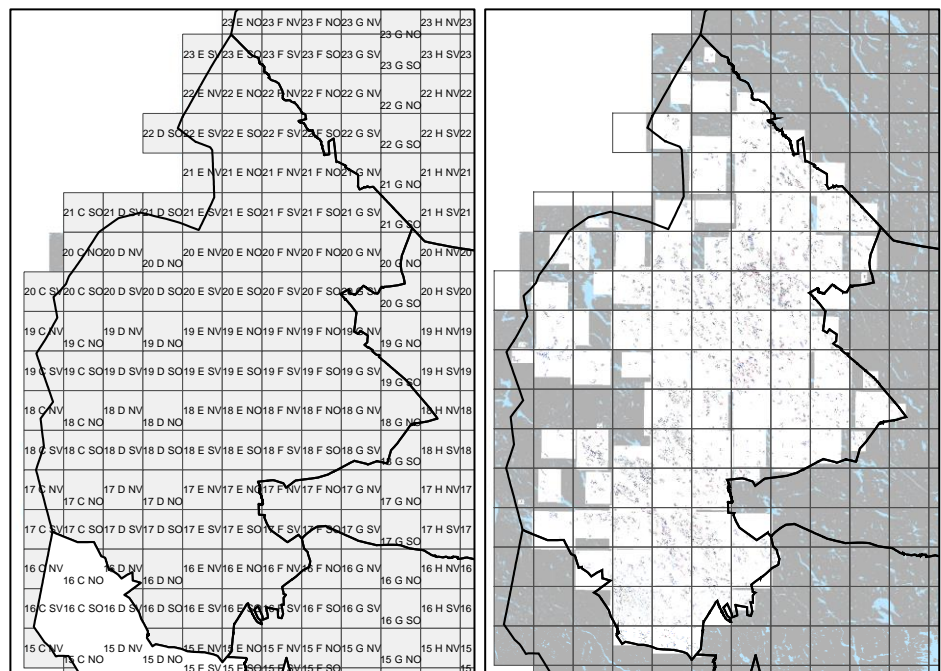 23 E NO 23 F NV 23 F NO 23 G NV 23 H NV 23
23 G NO
23 E SV 23 E SO 23 F SV 23 F SO 23 G SV 23 H SV
23 G SO
22 E NV 22 E NO 22 F NV 22 F NO 22 G NV 22 H NV
22 G NO
22 D SO 22 E SV 22 E SO 22 F SV 22 F SO 22 G SV 22 H SV
22 G SO
21 E NV 21 E NO 21 F NV 21 F NO 21 G NV 21 H NV
21 G NO
21 C SO 21 D SV 21 D SO 21 E SV 21 E SO 21 F SV 21 F SO 21 G SV 21 H SV
21 G SO
20 C NO 20 D NV 20 E NV 20 E NO 20 F NV 20 F NO 20 G NV 20 H NV
20 D NO 20 G NO
20 C SV 20 C SO 20 D SV 20 D SO 20 E SV 20 E SO 20 F SV 20 F SO 20 G SV 20 H SV 20
20 G SO
19 C NV 19 D NV 19 E NV 19 E NO 19 F NV 19 F NO 19 G NV 19 H NV 19
19 C NO 19 D NO 19 G NO
19 C SV 19 C SO 19 D SV 19 D SO 19 E SV 19 E SO 19 F SV 19 F SO 19 G SV 19 H SV 19
19 G SO
18 C NV 18 D NV 18 E NV 18 E NO 18 F NV 18 F NO 18 G NV 18 H NV 18
18 C NO 18 D NO 18 G NO
18 C SV 18 C SO 18 D SV 18 D SO 18 E SV 18 E SO 18 F SV 18 F SO 18 G SV 18 H SV 18
18 G SO
17 C NV 17 D NV 17 E NV 17 E NO 17 F NV 17 F NO 17 G NV 17 H NV 17
17 C NO 17 D NO 17 G NO
17 C SV 17 C SO 17 D SV 17 D SO 17 E SV 17 E SO 17 F SV 17 F SO 17 G SV 17 H SV 17
17 G SO
16 C NV 16 D NV 16 E NV 16 E NO 16 F NV 16 F NO 16 G NV 16 H NV 16
16 C NO 16 D NO 16 G NO
16 C SV 16 C SO 16 D SV 16 D SO 16 E SV 16 E SO 16 F SV 16 F SO 16 G SV 16 H SV 16
16 G SO
15 C NV 15 D NV 15 E NV 15 E NO 15 F NV 15 F NO 15 G NV 15 H NV 15
15 C NO 15 D NO 15 G NO
15 E SV 15 E SO 15 F SV 15 F SO 15